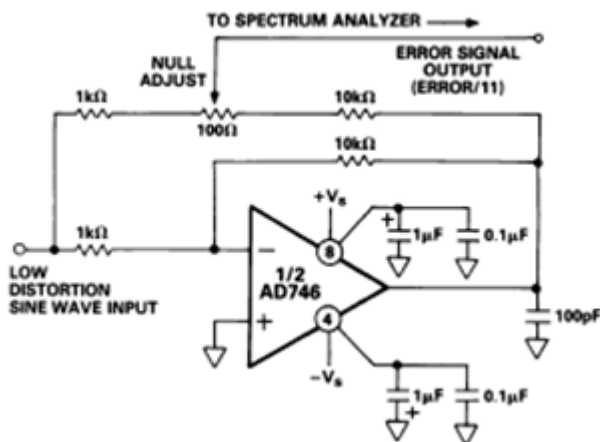 TO SPECTRUM ANALYZER
NULL
ADJUST
ERROR SIGNAL
OUTPUT
(ERROR/11)
1kΩ
100Ω
10kΩ
10kΩ
1kΩ
LOW
DISTORTION
SINE WAVE INPUT
+Vs
8
+
1μF
0.1μF
−
1/2
AD746
+
4
−Vs
100pF
1μF
+
0.1μF